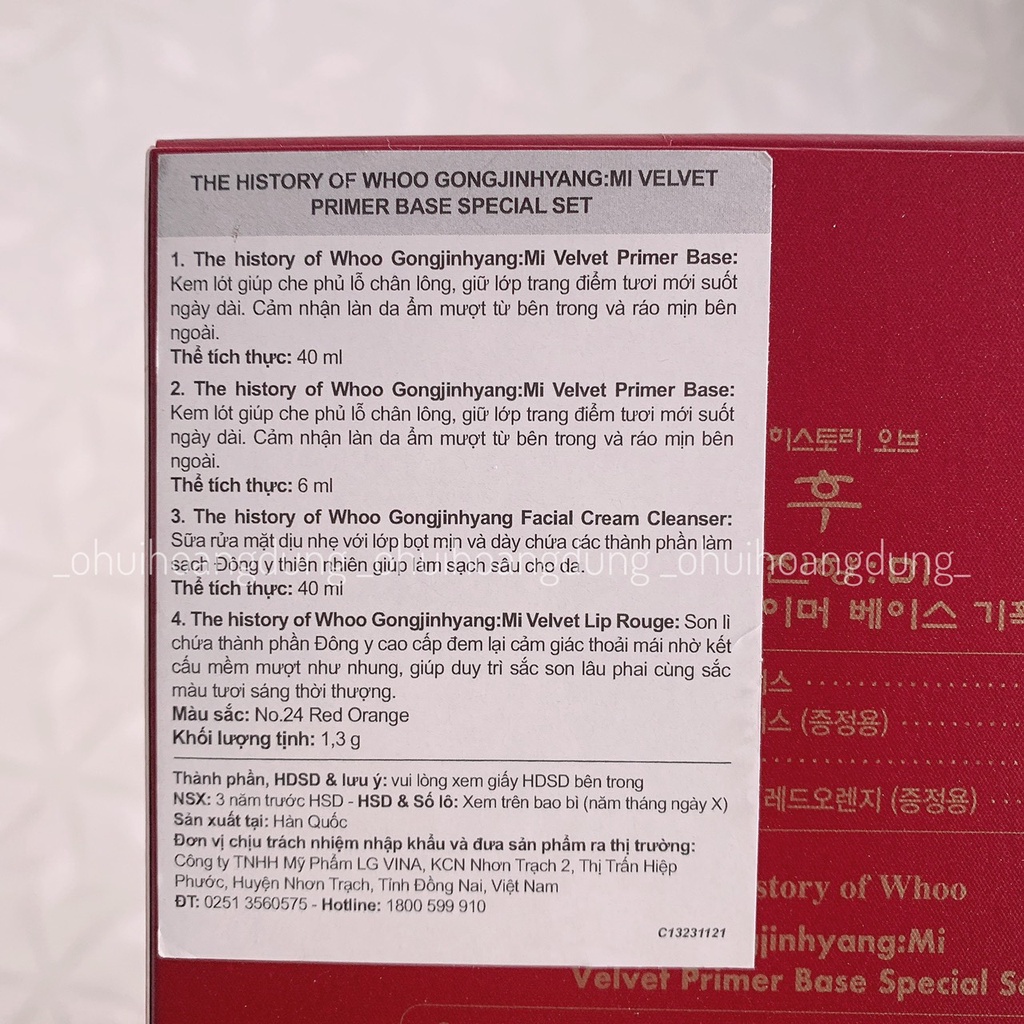 THE HISTORY OF WHOO GONGJINHYANG:MI VELVET
PRIMER BASE SPECIAL SET
1. The history of Whoo Gongjinhyang:Mi Velvet Primer Base:
Kem lót giúp che phủ lỗ chân lông, giữ lớp trang điểm tươi mới suốt
ngày dài. Cảm nhận làn da ẩm mượt từ bên trong và ráo mịn bên
ngoài.
Thể tích thực: 40 ml
2. The history of Whoo Gongjinhyang:Mi Velvet Primer Base:
Kem lót giúp che phủ lỗ chân lông, giữ lớp trang điểm tươi mới suốt
ngày dài. Cảm nhận làn da ẩm mượt từ bên trong và ráo mịn bên
ngoài.
Thể tích thực: 6 ml
3. The history of Whoo Gongjinhyang Facial Cream Cleanser:
Sữa rửa mặt dịu nhẹ với lớp bọt mịn và dày chứa các thành phần làm
sạch Đông y thiên nhiên giúp làm sạch sâu cho da.
Thể tích thực: 40 ml
4. The history of Whoo Gongjinhyang:Mi Velvet Lip Rouge: Son lì
chứa thành phần Đông y cao cấp đem lại cảm giác thoải mái nhờ kết
cấu mềm mượt như nhung, giúp duy trì sắc son lâu phai cùng sắc
màu tươi sáng thời thượng.
Màu sắc: No.24 Red Orange
Khối lượng tịnh: 1,3 g
Thành phần, HDSD & lưu ý: vui lòng xem giấy HDSD bên trong
NSX: 3 năm trước HSD - HSD & Số lô: Xem trên bao bì (năm tháng ngày X)
Sản xuất tại: Hàn Quốc
Đơn vị chịu trách nhiệm nhập khẩu và đưa sản phẩm ra thị trường:
Công ty TNHH Mỹ Phẩm LG VINA, KCN Nhơn Trạch 2, Thị Trấn Hiệp
Phước, Huyện Nhơn Trạch, Tỉnh Đồng Nai, Việt Nam
ĐT: 0251 3560575 - Hotline: 1800 599 910
C13231121
_ohuihoangdung_ohuihoangdung_ohuihoangdung_
히스토리 오브
후
:미
이머 베이스 기획
스
스 (증정용)
레드오렌지 (증정용)
story of Whoo
jinhyang:Mi
Velvet Primer Base Special Se